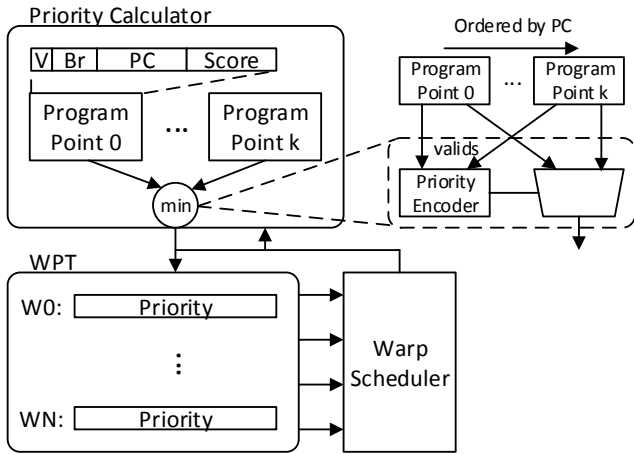 Priority Calculator
V Br PC Score
Program Point 0
...
Program Point k
min
Ordered by PC
Program Point 0
...
Program Point k
valids
Priority Encoder
WPT
W0: Priority
WN: Priority
Warp Scheduler